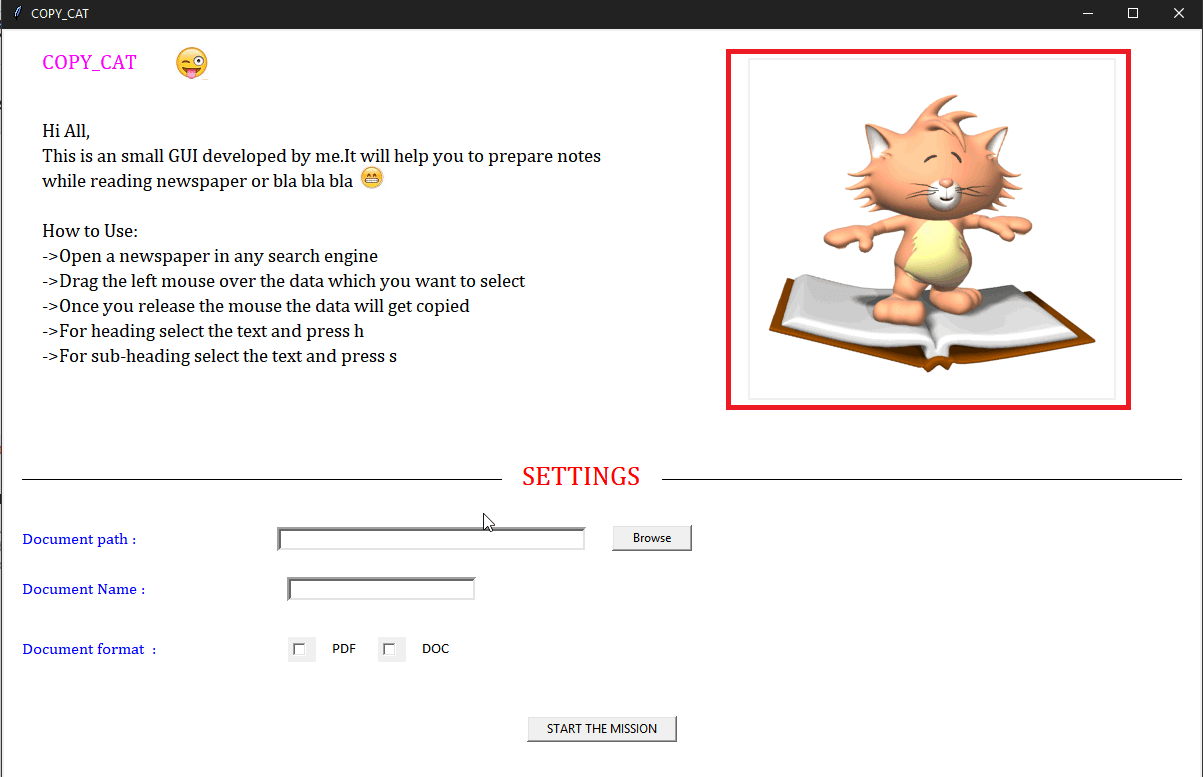 COPY_CAT
COPY_CAT
Hi All,
This is an small GUI developed by me.It will help you to prepare notes
while reading newspaper or bla bla bla
How to Use:
->Open a newspaper in any search engine
->Drag the left mouse over the data which you want to select
->Once you release the mouse the data will get copied
->For heading select the text and press h
->For sub-heading select the text and press s
SETTINGS
Document path :
Browse
Document Name :
Document format  :
PDF
DOC
START THE MISSION